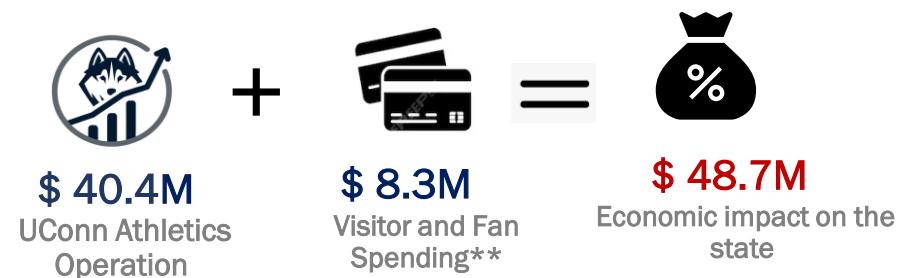 $ 40.4M
UConn Athletics
Operation
+
$ 8.3M
Visitor and Fan
Spending**
=
%
$ 48.7M
Economic impact on the
state